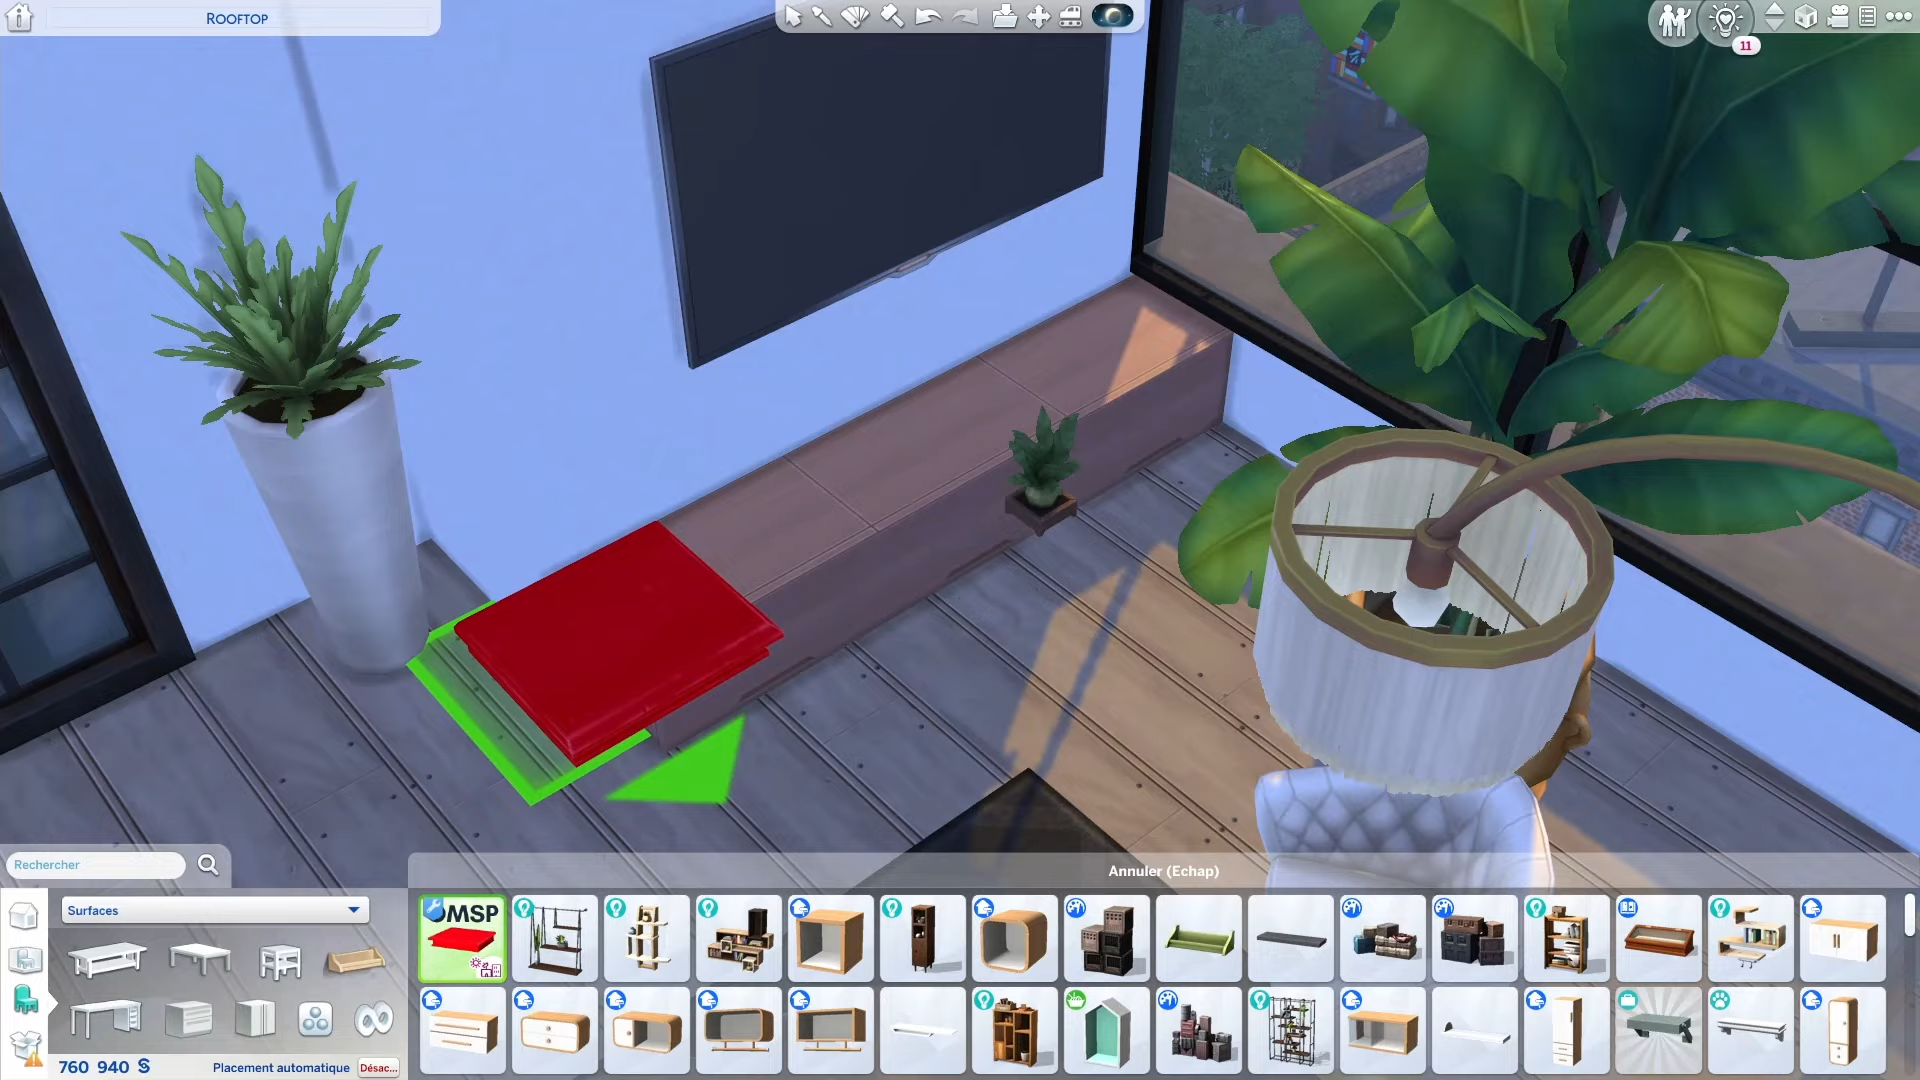 ROOFTOP
11
Rechercher
Annuler (Echap)
Surfaces
MSP
760 940 §
Placement automatique
Désac...